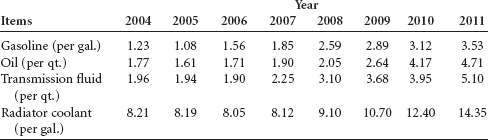 Year
Items 2004 2005 2006 2007 2008 2009 2010 2011
Gasoline (per gal.) 1.23 1.08 1.56 1.85 2.59 2.89 3.12 3.53
Oil (per qt.) 1.77 1.61 1.71 1.90 2.05 2.64 4.17 4.71
Transmission fluid 1.96 1.94 1.90 2.25 3.10 3.68 3.95 5.10
(per qt.)
Radiator coolant 8.21 8.19 8.05 8.12 9.10 10.70 12.40 14.35
(per gal.)